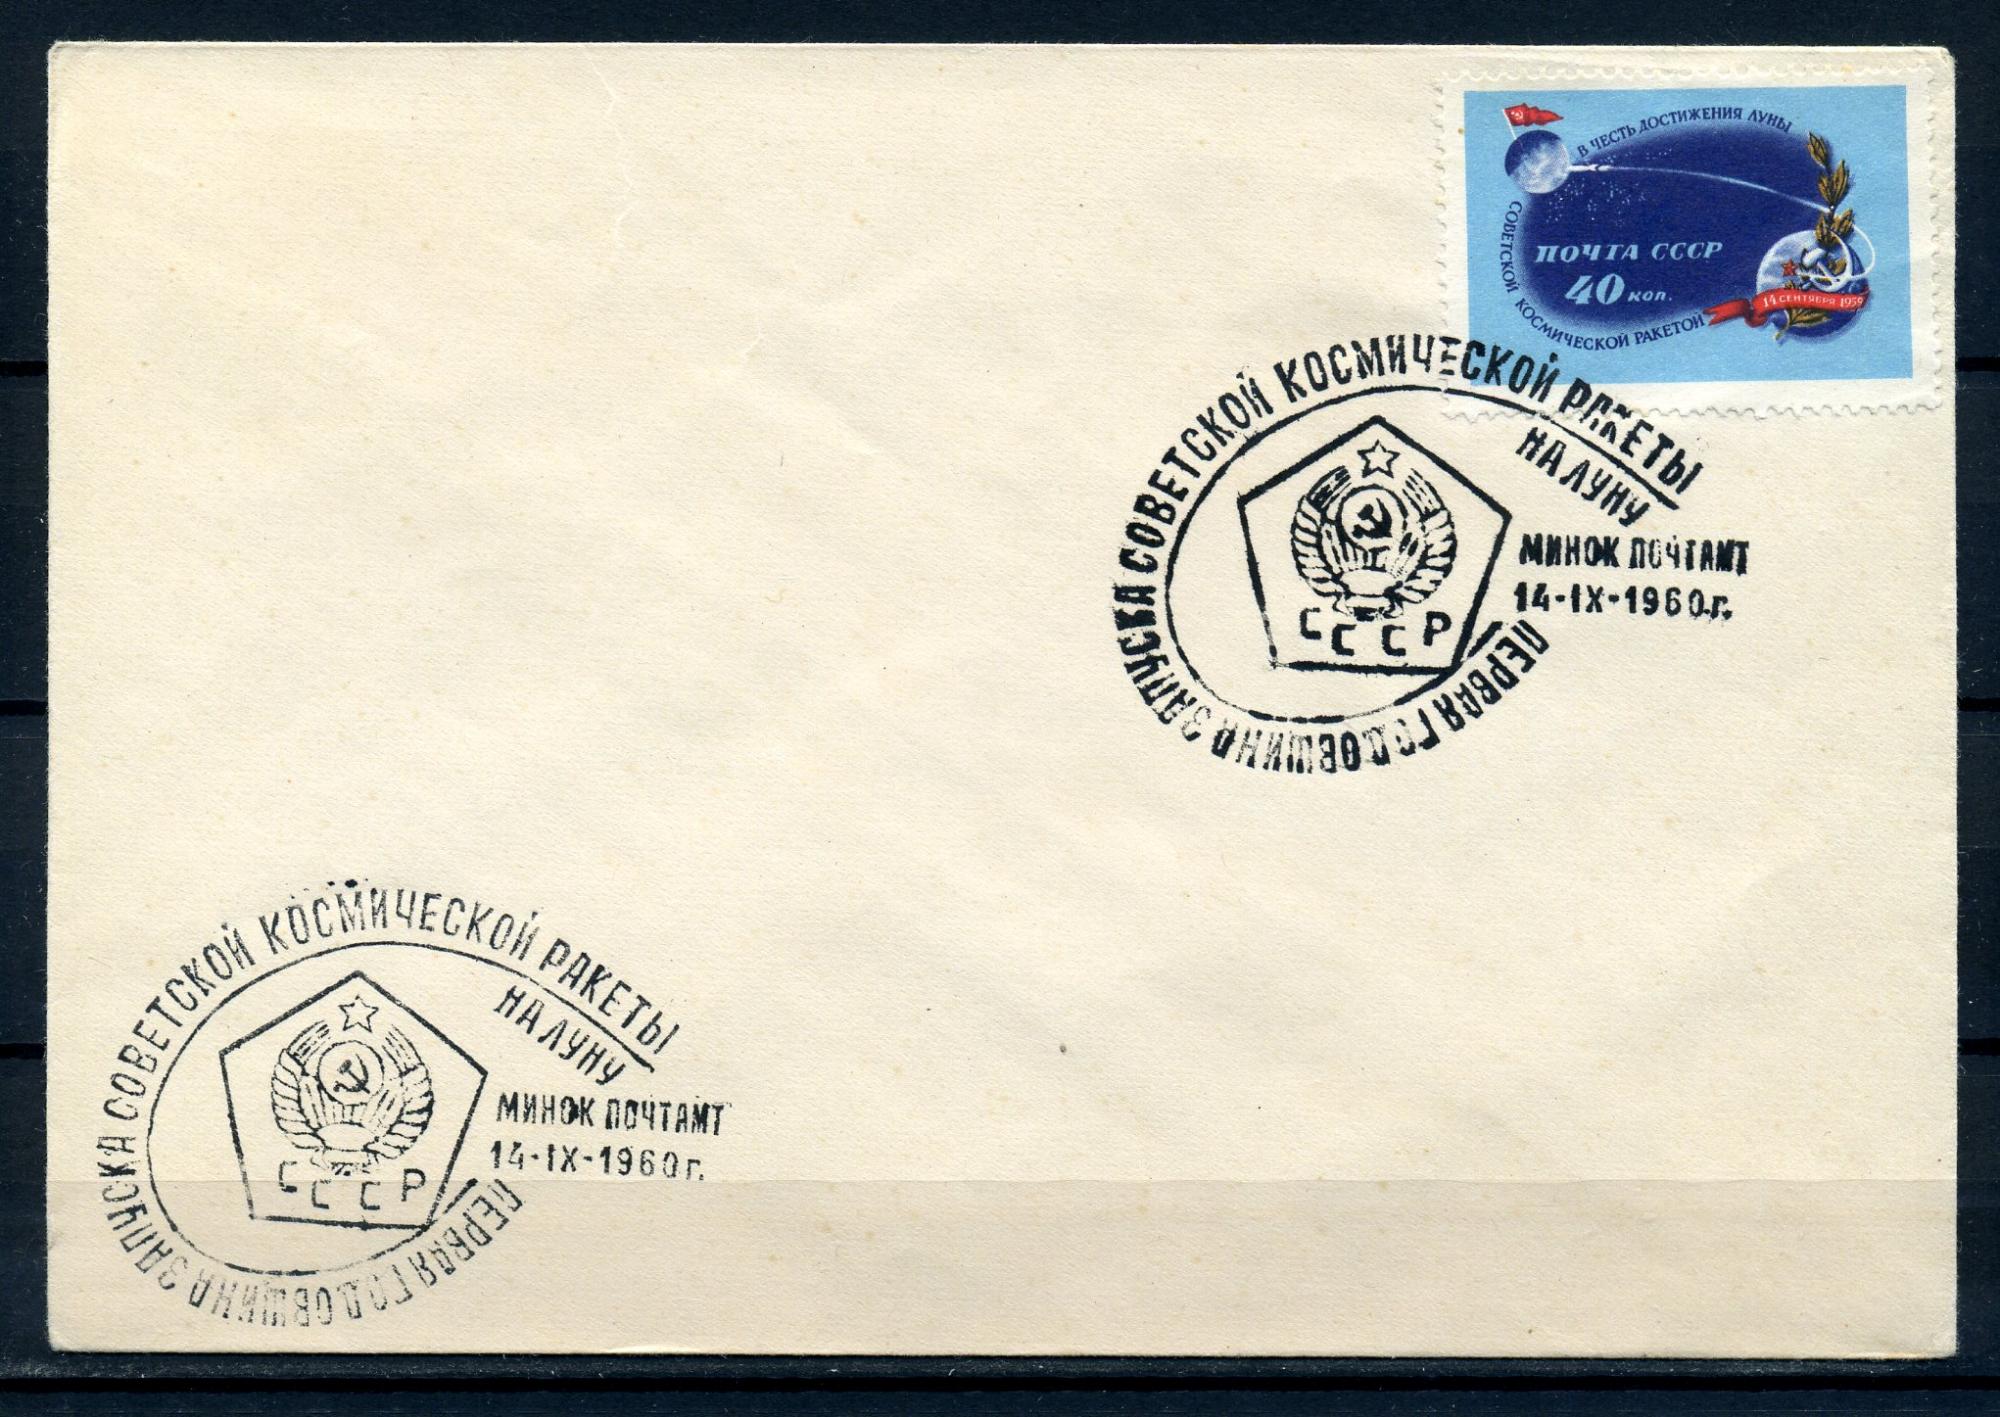 В ЧЕСТЬ ДОСТИЖЕНИЯ ЛУНЫ
СОВЕТСКОЙ КОСМИЧЕСКОЙ РАКЕТОЙ
ПОЧТА СССР
40 коп.
14 СЕНТЯБРЯ 1959
ПЕРВАЯ ГОДОВЩИНА ЗАПУСКА СОВЕТСКОЙ КОСМИЧЕСКОЙ РАКЕТЫ
НА ЛУНУ
МИНСК ПОЧТАМТ
14-IX-1960г.
СССР
ПЕРВАЯ ГОДОВЩИНА ЗАПУСКА СОВЕТСКОЙ КОСМИЧЕСКОЙ РАКЕТЫ
НА ЛУНУ
МИНСК ПОЧТАМТ
14-IX-1960г.
СССР